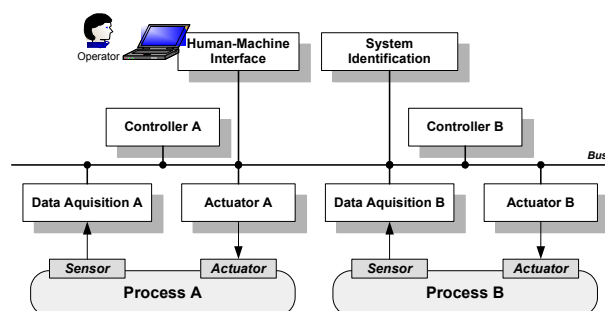 Operator
Human-Machine
Interface
System
Identification
Controller A
Controller B
Bus
Data Aquisition A
Actuator A
Data Aquisition B
Actuator B
Sensor
Actuator
Sensor
Actuator
Process A
Process B